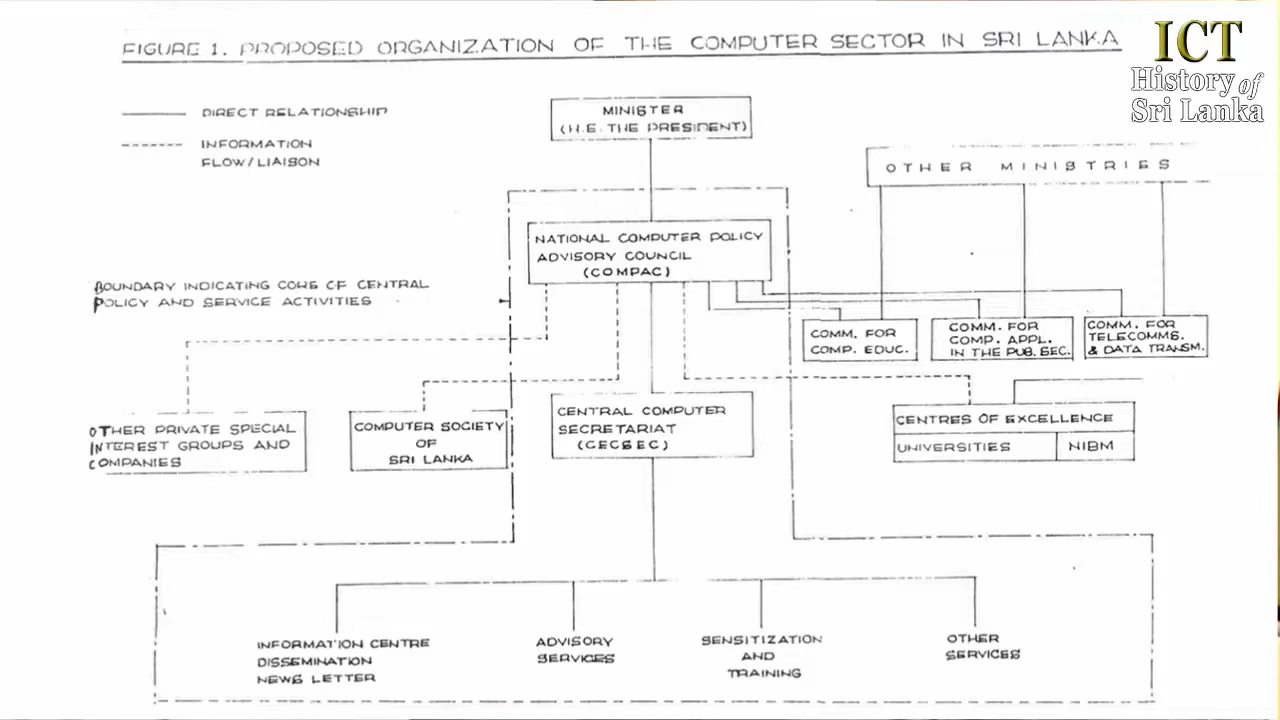 FIGURE 1. PROPOSED ORGANIZATION OF THE COMPUTER SECTOR IN SRI LANKA
ICT
History of
Sri Lanka
DIRECT RELATIONSHIP
INFORMATION
FLOW/LIAISON
MINISTER
(H.E. THE PRESIDENT)
OTHER MINISTRIES
NATIONAL COMPUTER POLICY
ADVISORY COUNCIL
(COMPAC)
BOUNDARY INDICATING CORE OF CENTRAL
POLICY AND SERVICE ACTIVITIES
COMM. FOR
COMP. EDUC.
COMM. FOR
COMP. APPL.
IN THE PUB. SEC.
COMM. FOR
TELECOMMS.
& DATA TRANSM.
OTHER PRIVATE SPECIAL
INTEREST GROUPS AND
COMPANIES
COMPUTER SOCIETY
OF
SRI LANKA
CENTRAL COMPUTER
SECRETARIAT
(CECSEC)
CENTRES OF EXCELLENCE
UNIVERSITIES
NIBM
INFORMATION CENTRE
DISSEMINATION
NEWS LETTER
ADVISORY
SERVICES
SENSITIZATION
AND
TRAINING
OTHER
SERVICES